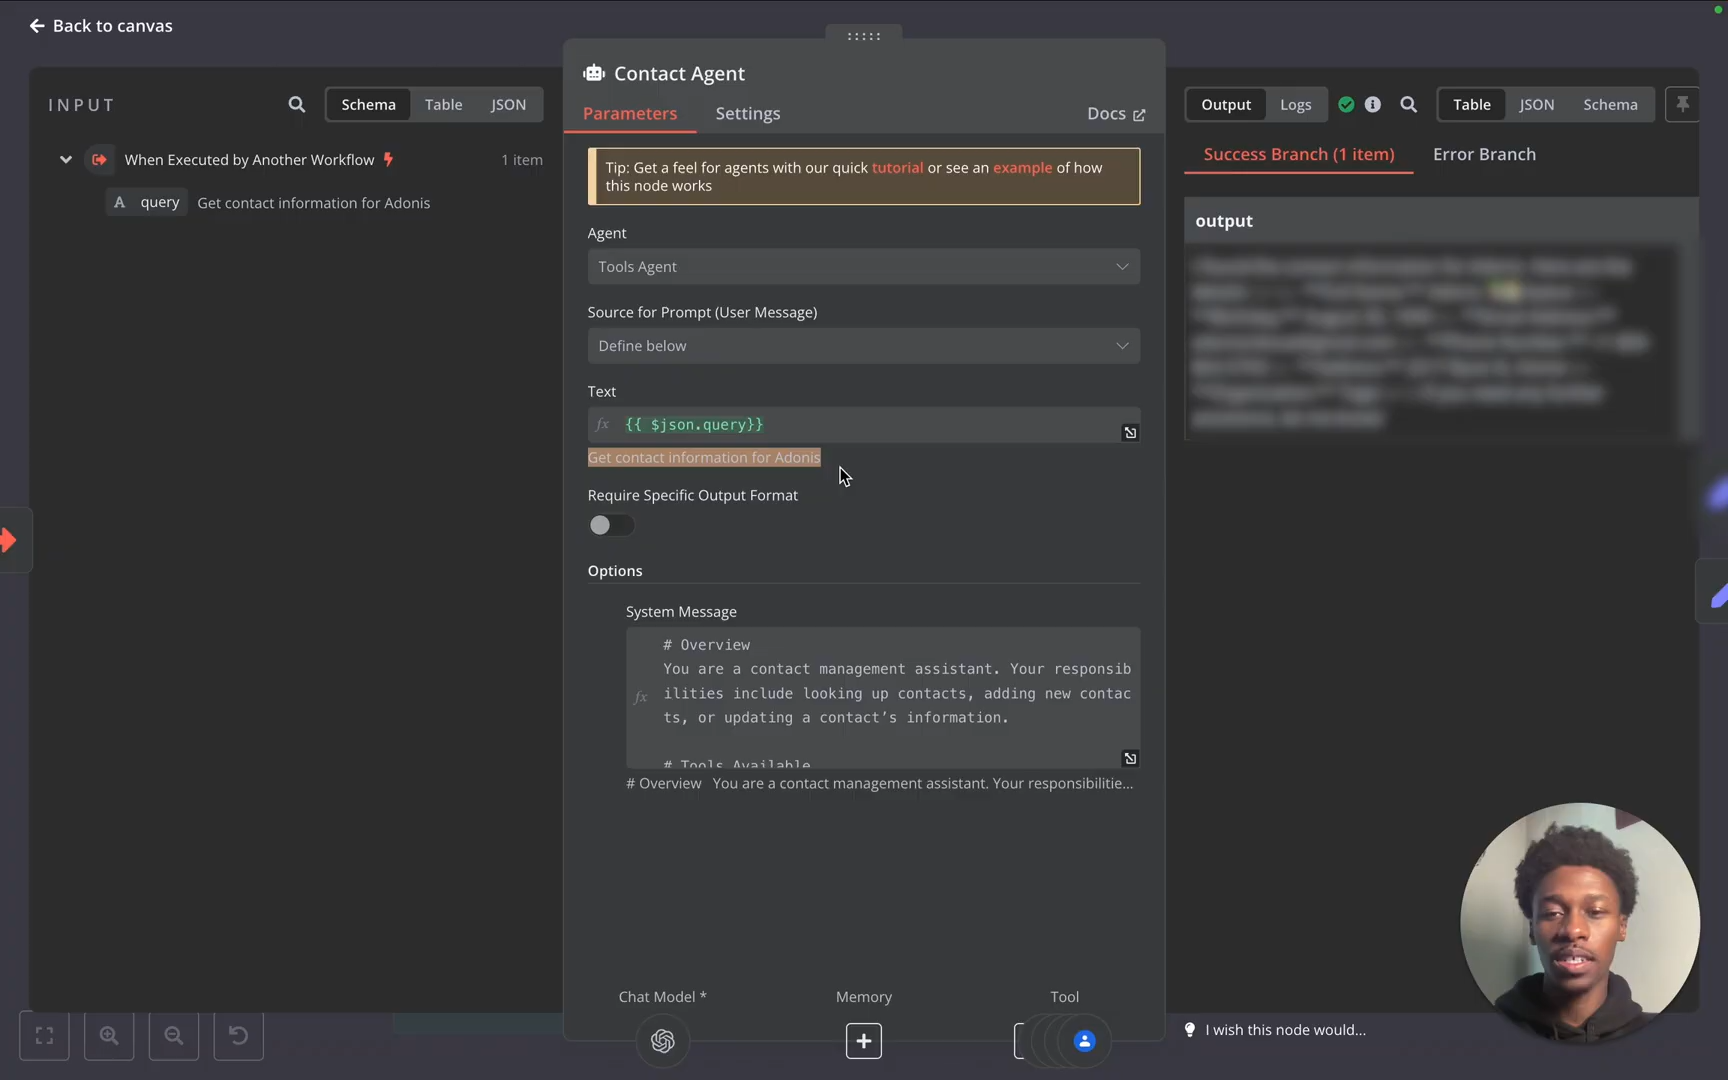 Back to canvas
INPUT
Schema
Table
JSON
When Executed by Another Workflow
1 item
A query
Get contact information for Adonis
Contact Agent
Parameters
Settings
Docs
Tip: Get a feel for agents with our quick tutorial or see an example of how
this node works
Agent
Tools Agent
Source for Prompt (User Message)
Define below
Text
fx {{ $json.query}}
Get contact information for Adonis
Require Specific Output Format
Options
System Message
fx
# Overview
You are a contact management assistant. Your responsib
ilities include looking up contacts, adding new contac
ts, or updating a contact’s information.
# Tools Available
# Overview You are a contact management assistant. Your responsibilitie...
Chat Model *
Memory
Tool
Output
Logs
Table
JSON
Schema
Success Branch (1 item)
Error Branch
output
I wish this node would...